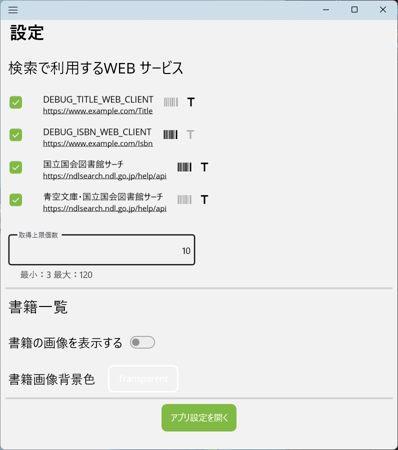 設定
検索で利用するWEB サービス
DEBUG_TITLE_WEB_CLIENT
https://www.example.com/Title
T
DEBUG_ISBN_WEB_CLIENT
https://www.example.com/Isbn
T
国立国会図書館サーチ
https://ndlsearch.ndl.go.jp/help/api
T
青空文庫・国立国会図書館サーチ
https://ndlsearch.ndl.go.jp/help/api
T
取得上限個数
10
最小：3 最大：120
書籍一覧
書籍の画像を表示する
書籍画像背景色
Transparent
アプリ設定を開く